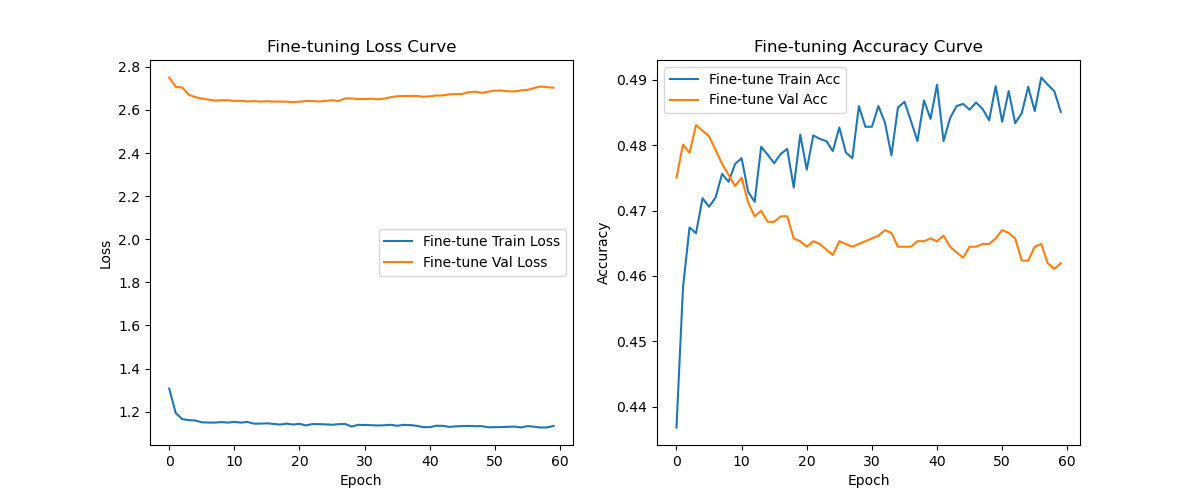 Fine-tuning Loss Curve
2.8
2.6
2.4
2.2
2.0
1.8
1.6
1.4
1.2
Loss
Fine-tune Train Loss
Fine-tune Val Loss
0 10 20 30 40 50 60
Epoch
Fine-tuning Accuracy Curve
0.49
0.48
0.47
0.46
0.45
0.44
Accuracy
Fine-tune Train Acc
Fine-tune Val Acc
0 10 20 30 40 50 60
Epoch